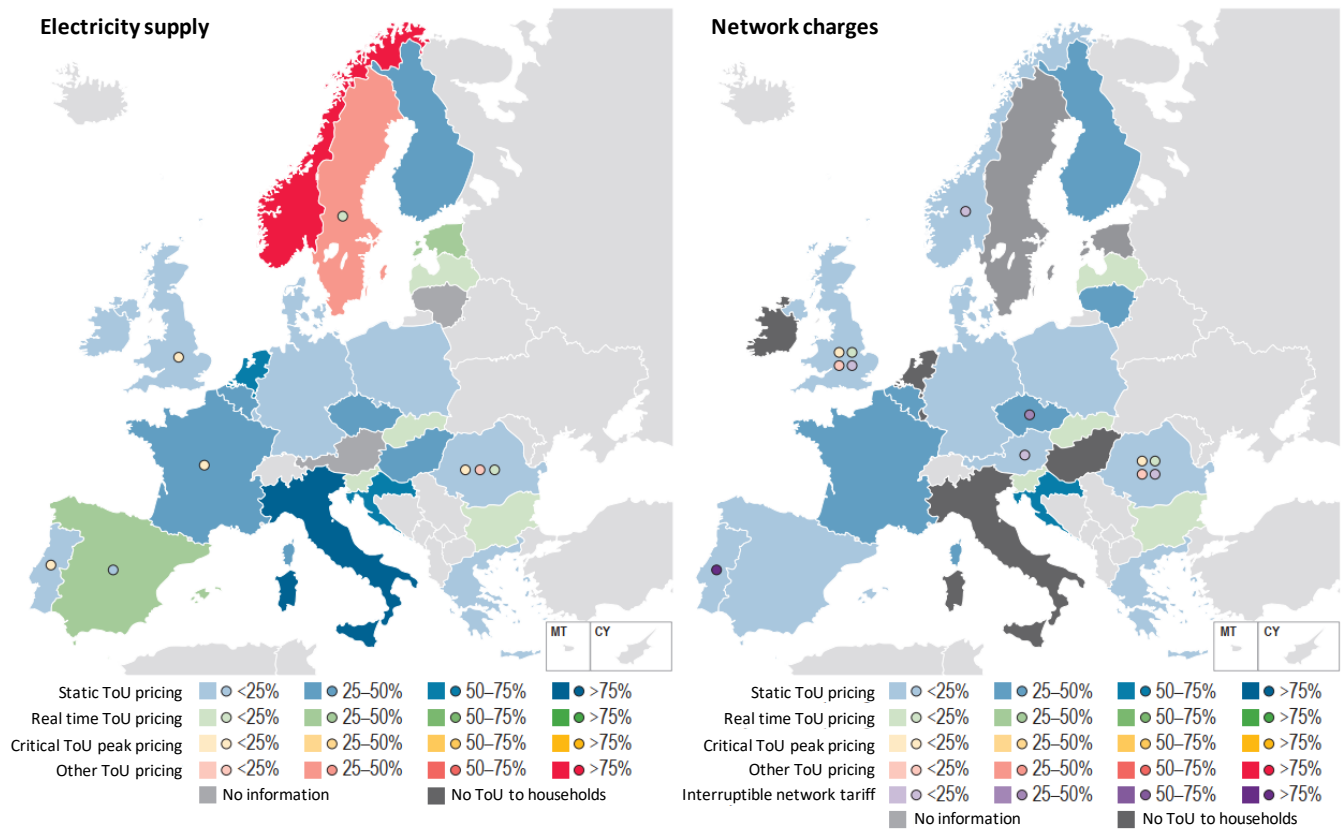 Electricity supply
Network charges
MT CY
MT CY
Static ToU pricing <25% 25–50% 50–75% >75%
Real time ToU pricing <25% 25–50% 50–75% >75%
Critical ToU peak pricing <25% 25–50% 50–75% >75%
Other ToU pricing <25% 25–50% 50–75% >75%
No information No ToU to households
Static ToU pricing <25% 25–50% 50–75% >75%
Real time ToU pricing <25% 25–50% 50–75% >75%
Critical ToU peak pricing <25% 25–50% 50–75% >75%
Other ToU pricing <25% 25–50% 50–75% >75%
Interruptible network tariff <25% 25–50% 50–75% >75%
No information No ToU to households